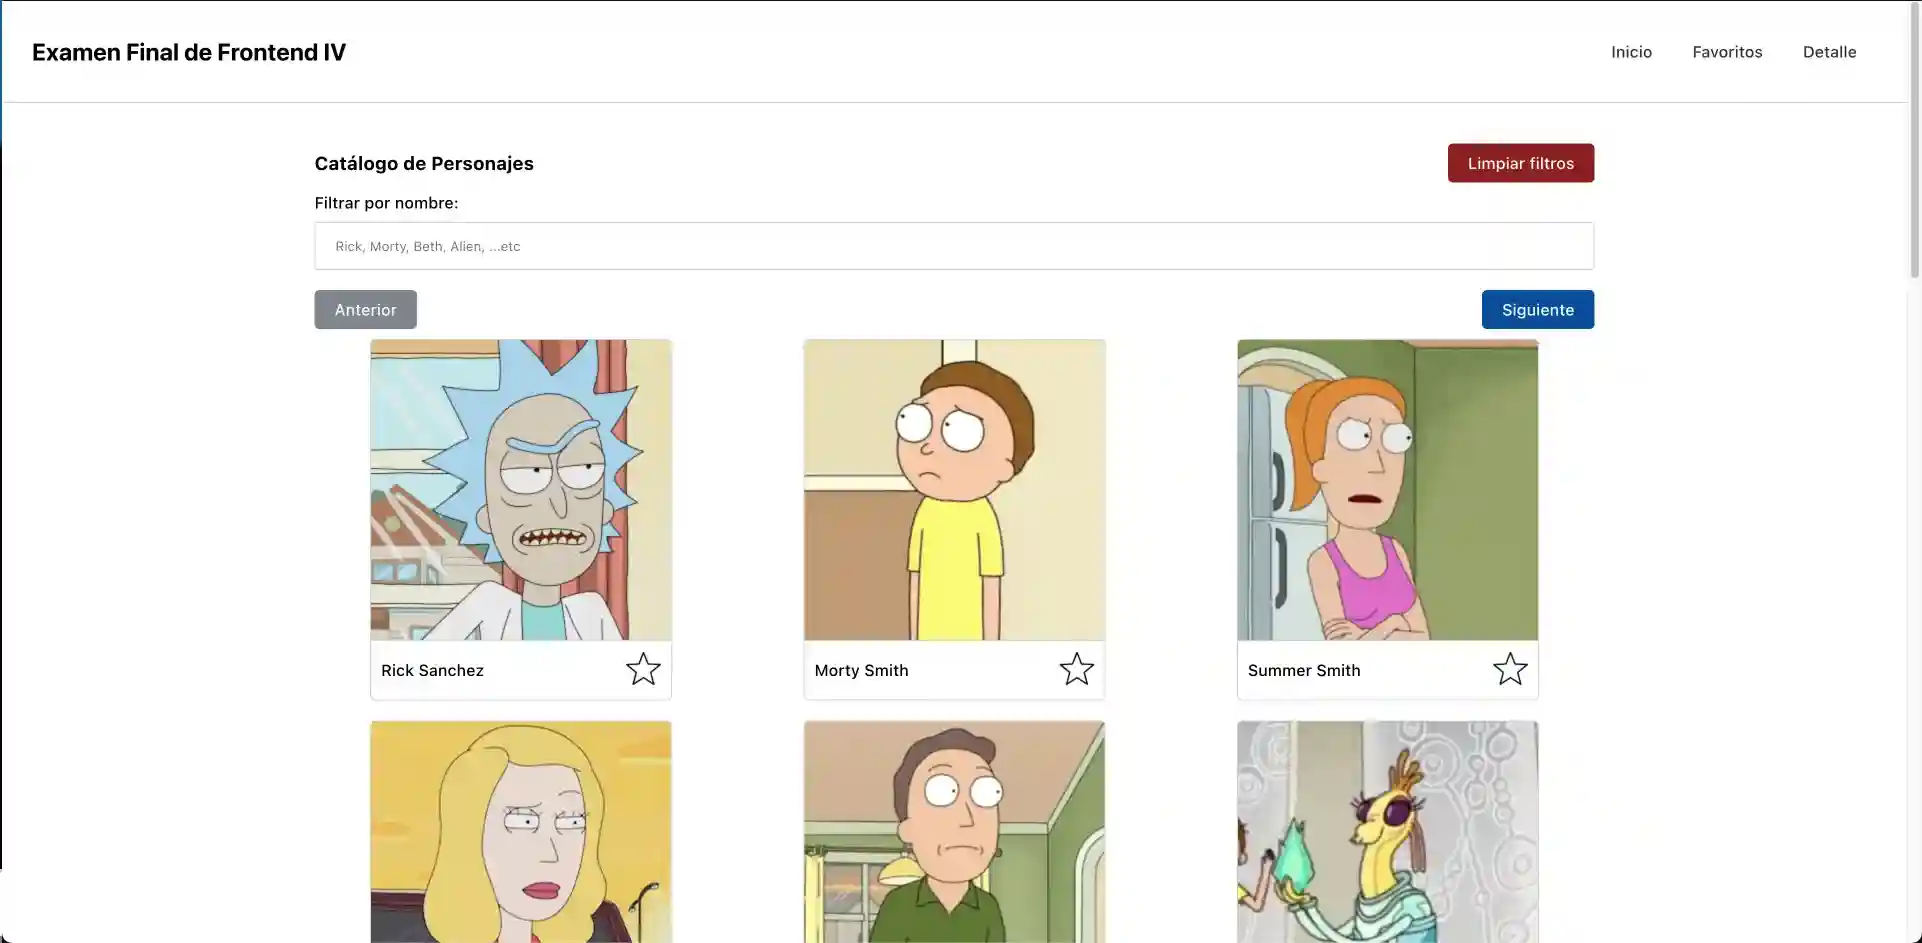 Examen Final de Frontend IV
Inicio Favoritos Detalle
Catálogo de Personajes
Limpiar filtros
Filtrar por nombre:
Rick, Morty, Beth, Alien, ...etc
Anterior
Siguiente
Rick Sanchez
Morty Smith
Summer Smith